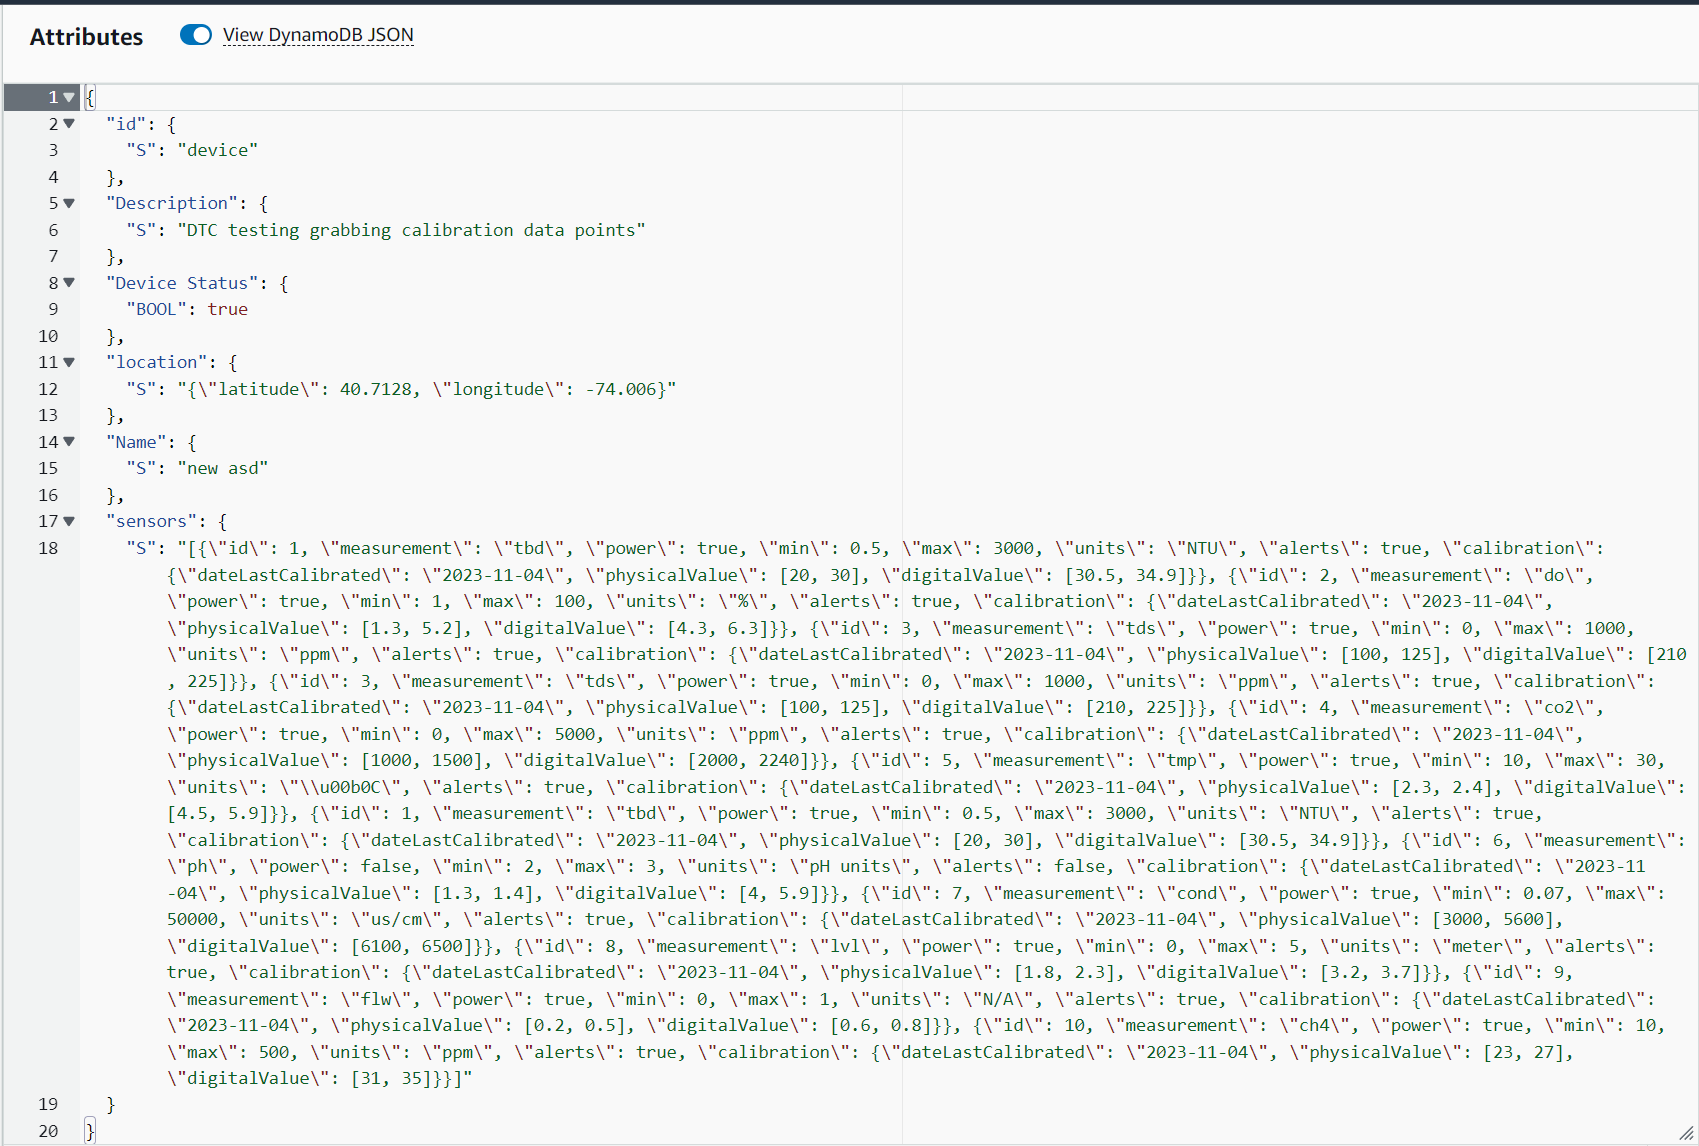 Attributes View DynamoDB JSON
1 {
2 "id": {
3 "S": "device"
4 },
5 "Description": {
6 "S": "DTC testing grabbing calibration data points"
7 },
8 "Device Status": {
9 "BOOL": true
10 },
11 "location": {
12 "S": "{\"latitude\": 40.7128, \"longitude\": -74.006}"
13 },
14 "Name": {
15 "S": "new asd"
16 },
17 "sensors": {
18 "S": "[{\"id\": 1, \"measurement\": \"tbd\", \"power\": true, \"min\": 0.5, \"max\": 3000, \"units\": \"NTU\", \"alerts\": true, \"calibration\":
{\"dateLastCalibrated\": \"2023-11-04\", \"physicalValue\": [20, 30], \"digitalValue\": [30.5, 34.9]}}, {\"id\": 2, \"measurement\": \"do\",
\"power\": true, \"min\": 1, \"max\": 100, \"units\": \"%\", \"alerts\": true, \"calibration\": {\"dateLastCalibrated\": \"2023-11-04\",
\"physicalValue\": [1.3, 5.2], \"digitalValue\": [4.3, 6.3]}}, {\"id\": 3, \"measurement\": \"tds\", \"power\": true, \"min\": 0, \"max\": 1000,
\"units\": \"ppm\", \"alerts\": true, \"calibration\": {\"dateLastCalibrated\": \"2023-11-04\", \"physicalValue\": [100, 125], \"digitalValue\": [210
, 225]}}, {\"id\": 3, \"measurement\": \"tds\", \"power\": true, \"min\": 0, \"max\": 1000, \"units\": \"ppm\", \"alerts\": true, \"calibration\":
{\"dateLastCalibrated\": \"2023-11-04\", \"physicalValue\": [100, 125], \"digitalValue\": [210, 225]}}, {\"id\": 4, \"measurement\": \"co2\",
\"power\": true, \"min\": 0, \"max\": 5000, \"units\": \"ppm\", \"alerts\": true, \"calibration\": {\"dateLastCalibrated\": \"2023-11-04\",
\"physicalValue\": [1000, 1500], \"digitalValue\": [2000, 2240]}}, {\"id\": 5, \"measurement\": \"tmp\", \"power\": true, \"min\": 10, \"max\": 30,
\"units\": \"\\u00b0C\", \"alerts\": true, \"calibration\": {\"dateLastCalibrated\": \"2023-11-04\", \"physicalValue\": [2.3, 2.4], \"digitalValue\":
[4.5, 5.9]}}, {\"id\": 1, \"measurement\": \"tbd\", \"power\": true, \"min\": 0.5, \"max\": 3000, \"units\": \"NTU\", \"alerts\": true,
\"calibration\": {\"dateLastCalibrated\": \"2023-11-04\", \"physicalValue\": [20, 30], \"digitalValue\": [30.5, 34.9]}}, {\"id\": 6, \"measurement\":
\"ph\", \"power\": false, \"min\": 2, \"max\": 3, \"units\": \"pH units\", \"alerts\": false, \"calibration\": {\"dateLastCalibrated\": \"2023-11
-04\", \"physicalValue\": [1.3, 1.4], \"digitalValue\": [4, 5.9]}}, {\"id\": 7, \"measurement\": \"cond\", \"power\": true, \"min\": 0.07, \"max\":
50000, \"units\": \"us/cm\", \"alerts\": true, \"calibration\": {\"dateLastCalibrated\": \"2023-11-04\", \"physicalValue\": [3000, 5600],
\"digitalValue\": [6100, 6500]}}, {\"id\": 8, \"measurement\": \"lvl\", \"power\": true, \"min\": 0, \"max\": 5, \"units\": \"meter\", \"alerts\":
true, \"calibration\": {\"dateLastCalibrated\": \"2023-11-04\", \"physicalValue\": [1.8, 2.3], \"digitalValue\": [3.2, 3.7]}}, {\"id\": 9,
\"measurement\": \"flw\", \"power\": true, \"min\": 0, \"max\": 1, \"units\": \"N/A\", \"alerts\": true, \"calibration\": {\"dateLastCalibrated\":
\"2023-11-04\", \"physicalValue\": [0.2, 0.5], \"digitalValue\": [0.6, 0.8]}}, {\"id\": 10, \"measurement\": \"ch4\", \"power\": true, \"min\": 10,
\"max\": 500, \"units\": \"ppm\", \"alerts\": true, \"calibration\": {\"dateLastCalibrated\": \"2023-11-04\", \"physicalValue\": [23, 27],
\"digitalValue\": [31, 35]}}]"
19 }
20 }